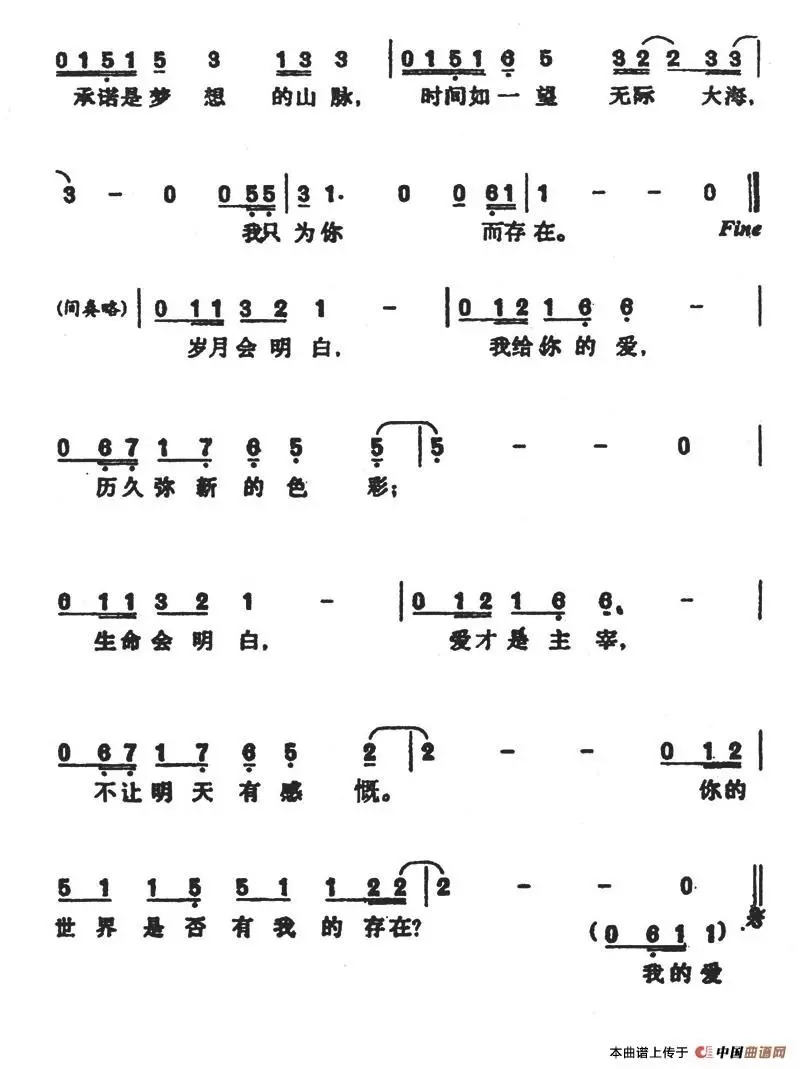 0 1 5 1 5 3 1 3 3 | 0 1 5 1 6 5 3 2 2 3 3 |
承诺是梦想的山脉, 时间如一望无际大海,
3 - 0 0 5 5 | 3 1· 0 0 6 1 | 1 - - 0 ‖
我只为你而存在。 Fine
(间奏略) | 0 1 1 3 2 1 - | 0 1 2 1 6 6 - |
岁月会明白, 我给你的爱,
0 6 7 1 7 6 5 5 | 5 - - 0 |
历久弥新的色彩;
0 1 1 3 2 1 - | 0 1 2 1 6 6 - |
生命会明白, 爱才是主宰,
0 6 7 1 7 6 5 2 | 2 - - 0 1 2 |
不让明天有感慨。 你的
5 1 1 5 5 1 1 2 2 | 2 - - 0 ‖
世界是否有我的存在?
(0 6 1 1)
我的爱
本曲谱上传于 中国曲谱网